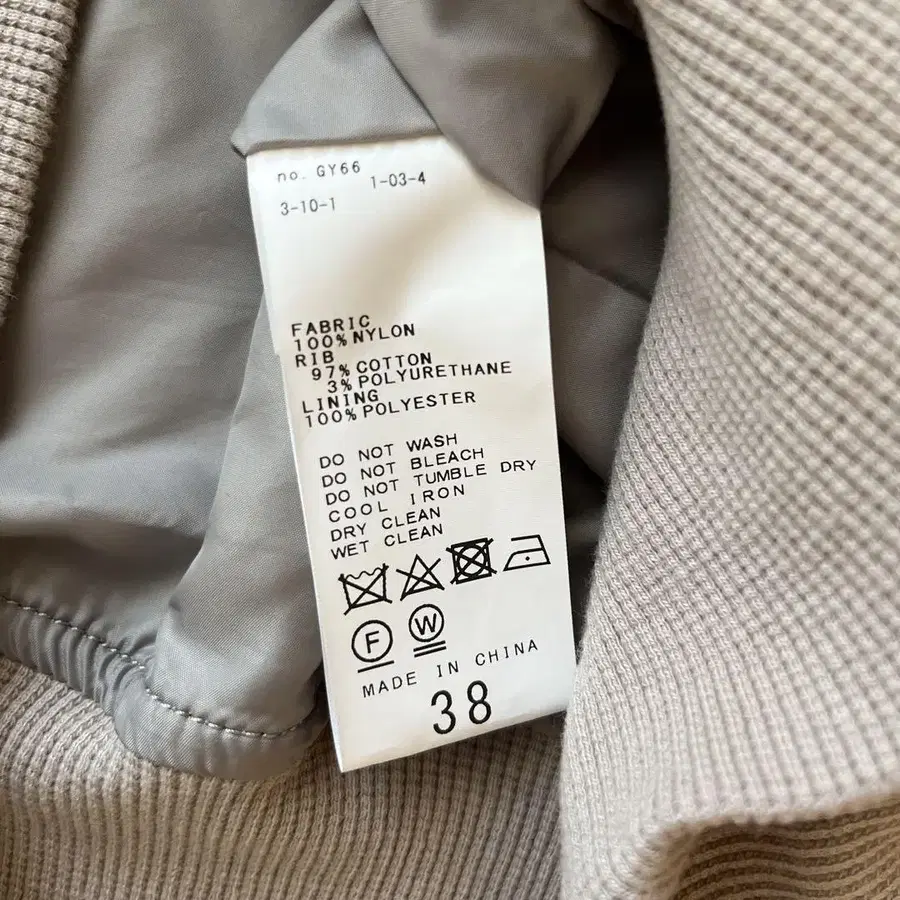 no. GY66
1-03-4
3-10-1
FABRIC
100% NYLON
RIB
97% COTTON
3% POLYURETHANE
LINING
100% POLYESTER
DO NOT WASH
DO NOT BLEACH
DO NOT TUMBLE DRY
COOL IRON
DRY CLEAN
WET CLEAN
F W
MADE IN CHINA
38